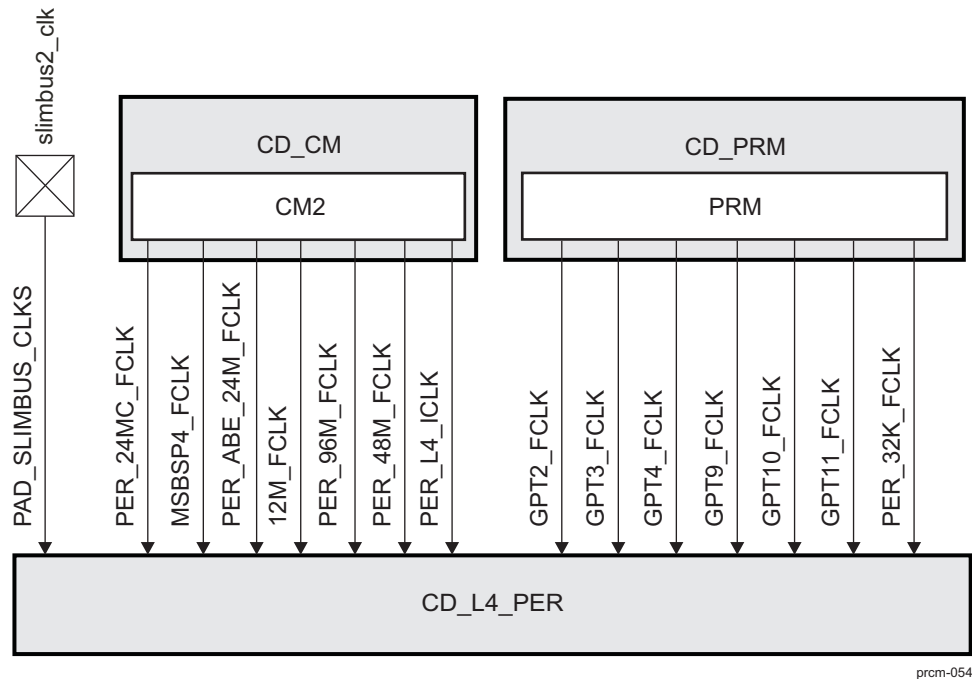 slimbus2_clk
CD_CM
CD_PRM
CM2
PRM
PAD_SLIMBUS_CLKS
PER_24MC_FCLK
MSBSP4_FCLK
PER_ABE_24M_FCLK
12M_FCLK
PER_96M_FCLK
PER_48M_FCLK
PER_L4_ICLK
GPT2_FCLK
GPT3_FCLK
GPT4_FCLK
GPT9_FCLK
GPT10_FCLK
GPT11_FCLK
PER_32K_FCLK
CD_L4_PER
prcm-054